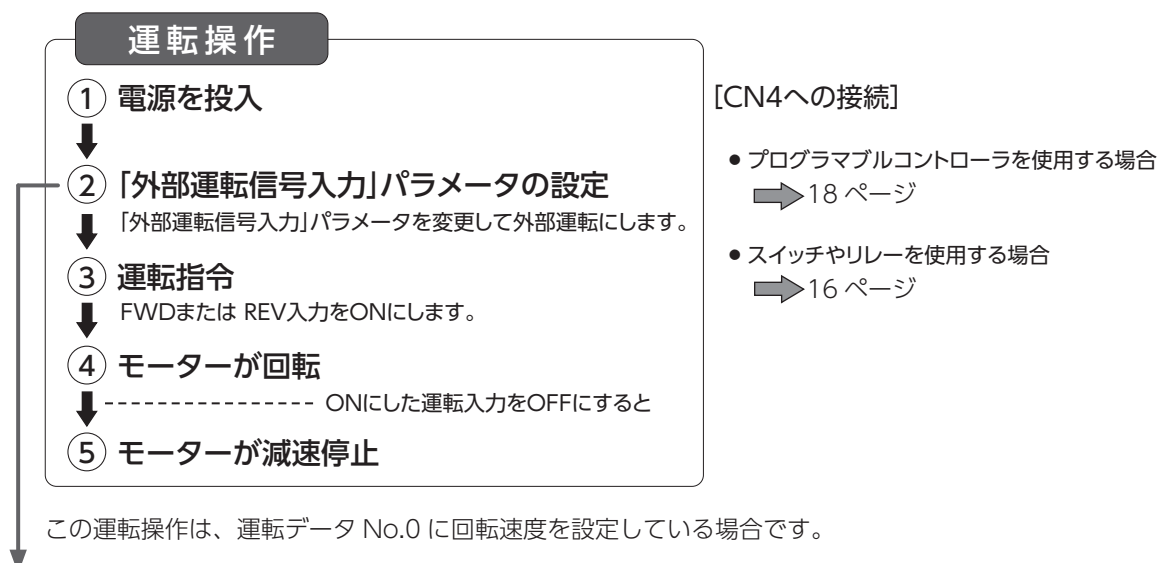 運転操作
① 電源を投入
② 「外部運転信号入力」パラメータの設定
「外部運転信号入力」パラメータを変更して外部運転にします。
③ 運転指令
FWDまたは REV入力をONにします。
④ モーターが回転
ONにした運転入力をOFFにすると
⑤ モーターが減速停止
[CN4への接続]
● プログラマブルコントローラを使用する場合
18 ページ
● スイッチやリレーを使用する場合
16 ページ
この運転操作は、運転データ No.0 に回転速度を設定している場合です。